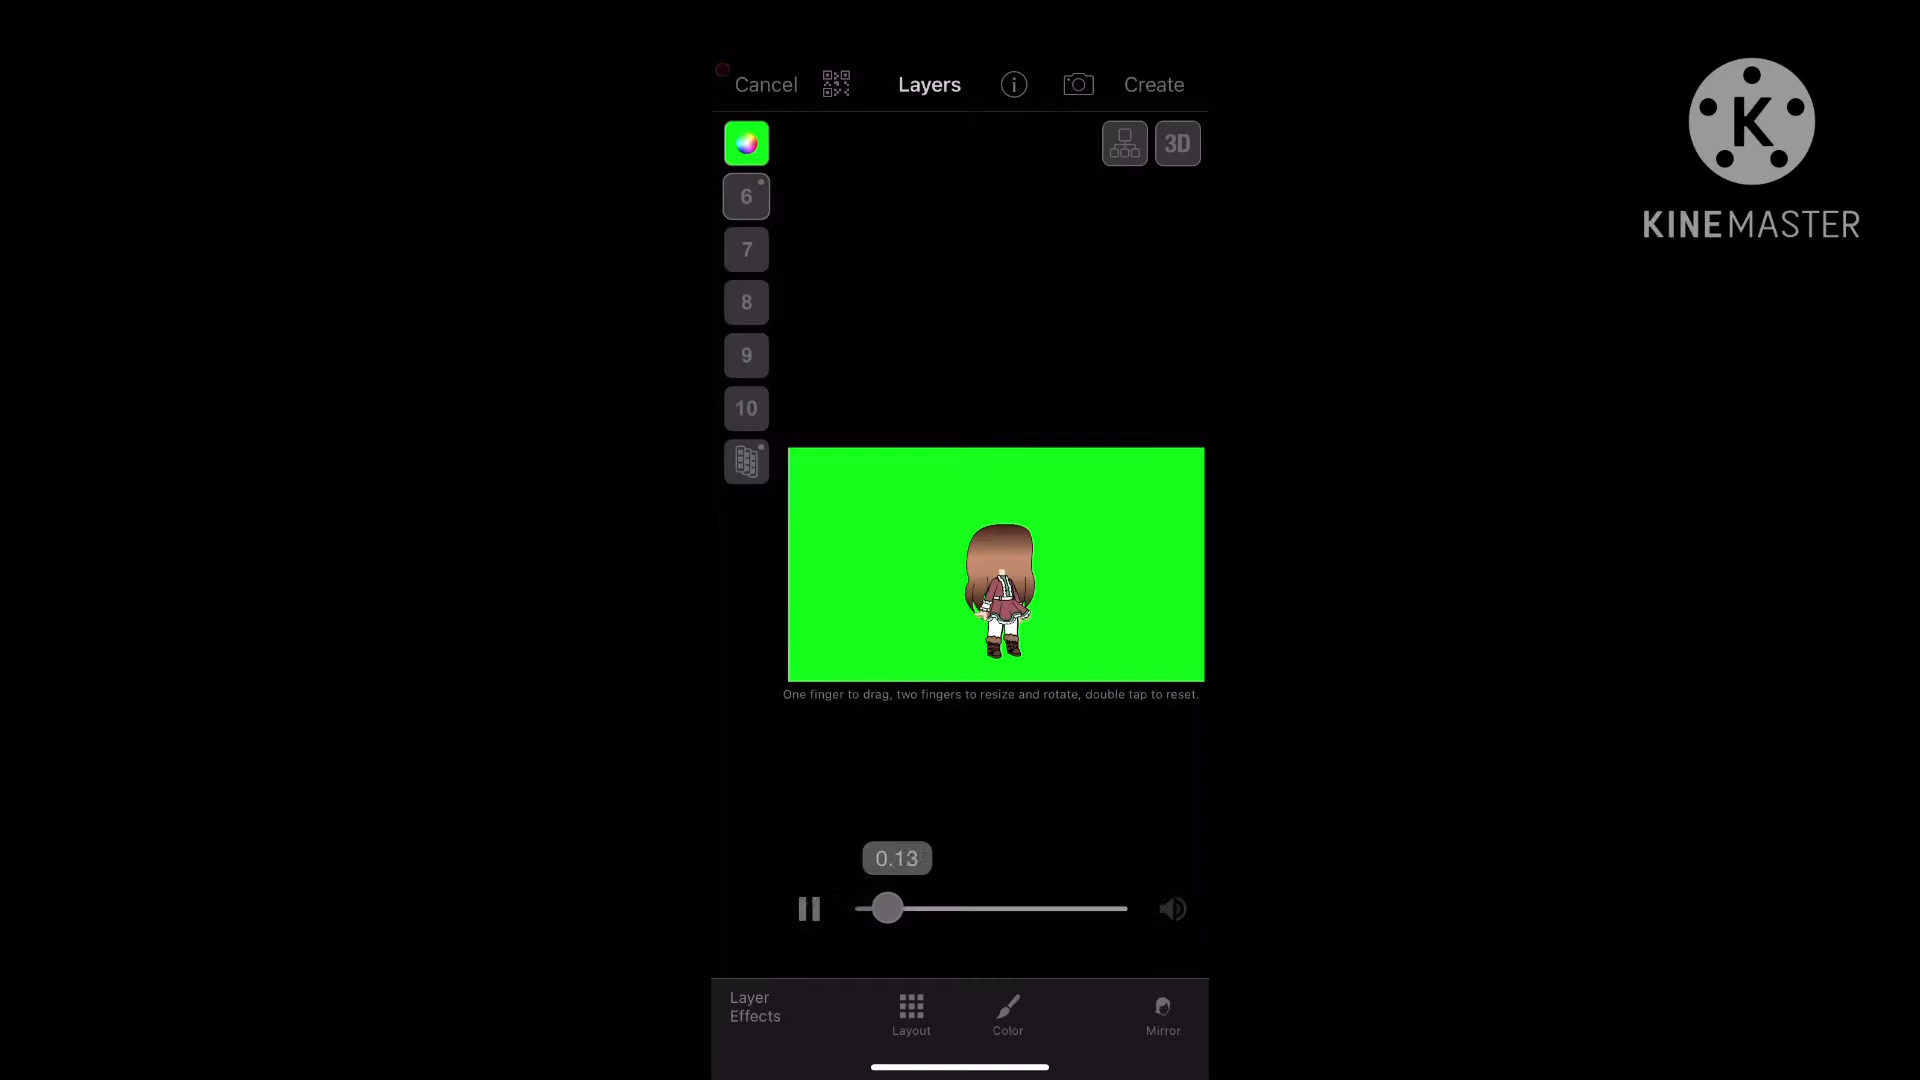 Cancel
Layers
i
Create
3D
6
7
8
9
10
One finger to drag, two fingers to resize and rotate, double tap to reset.
0.13
Layer
Effects
Layout
Color
Mirror
K
KINEMASTER